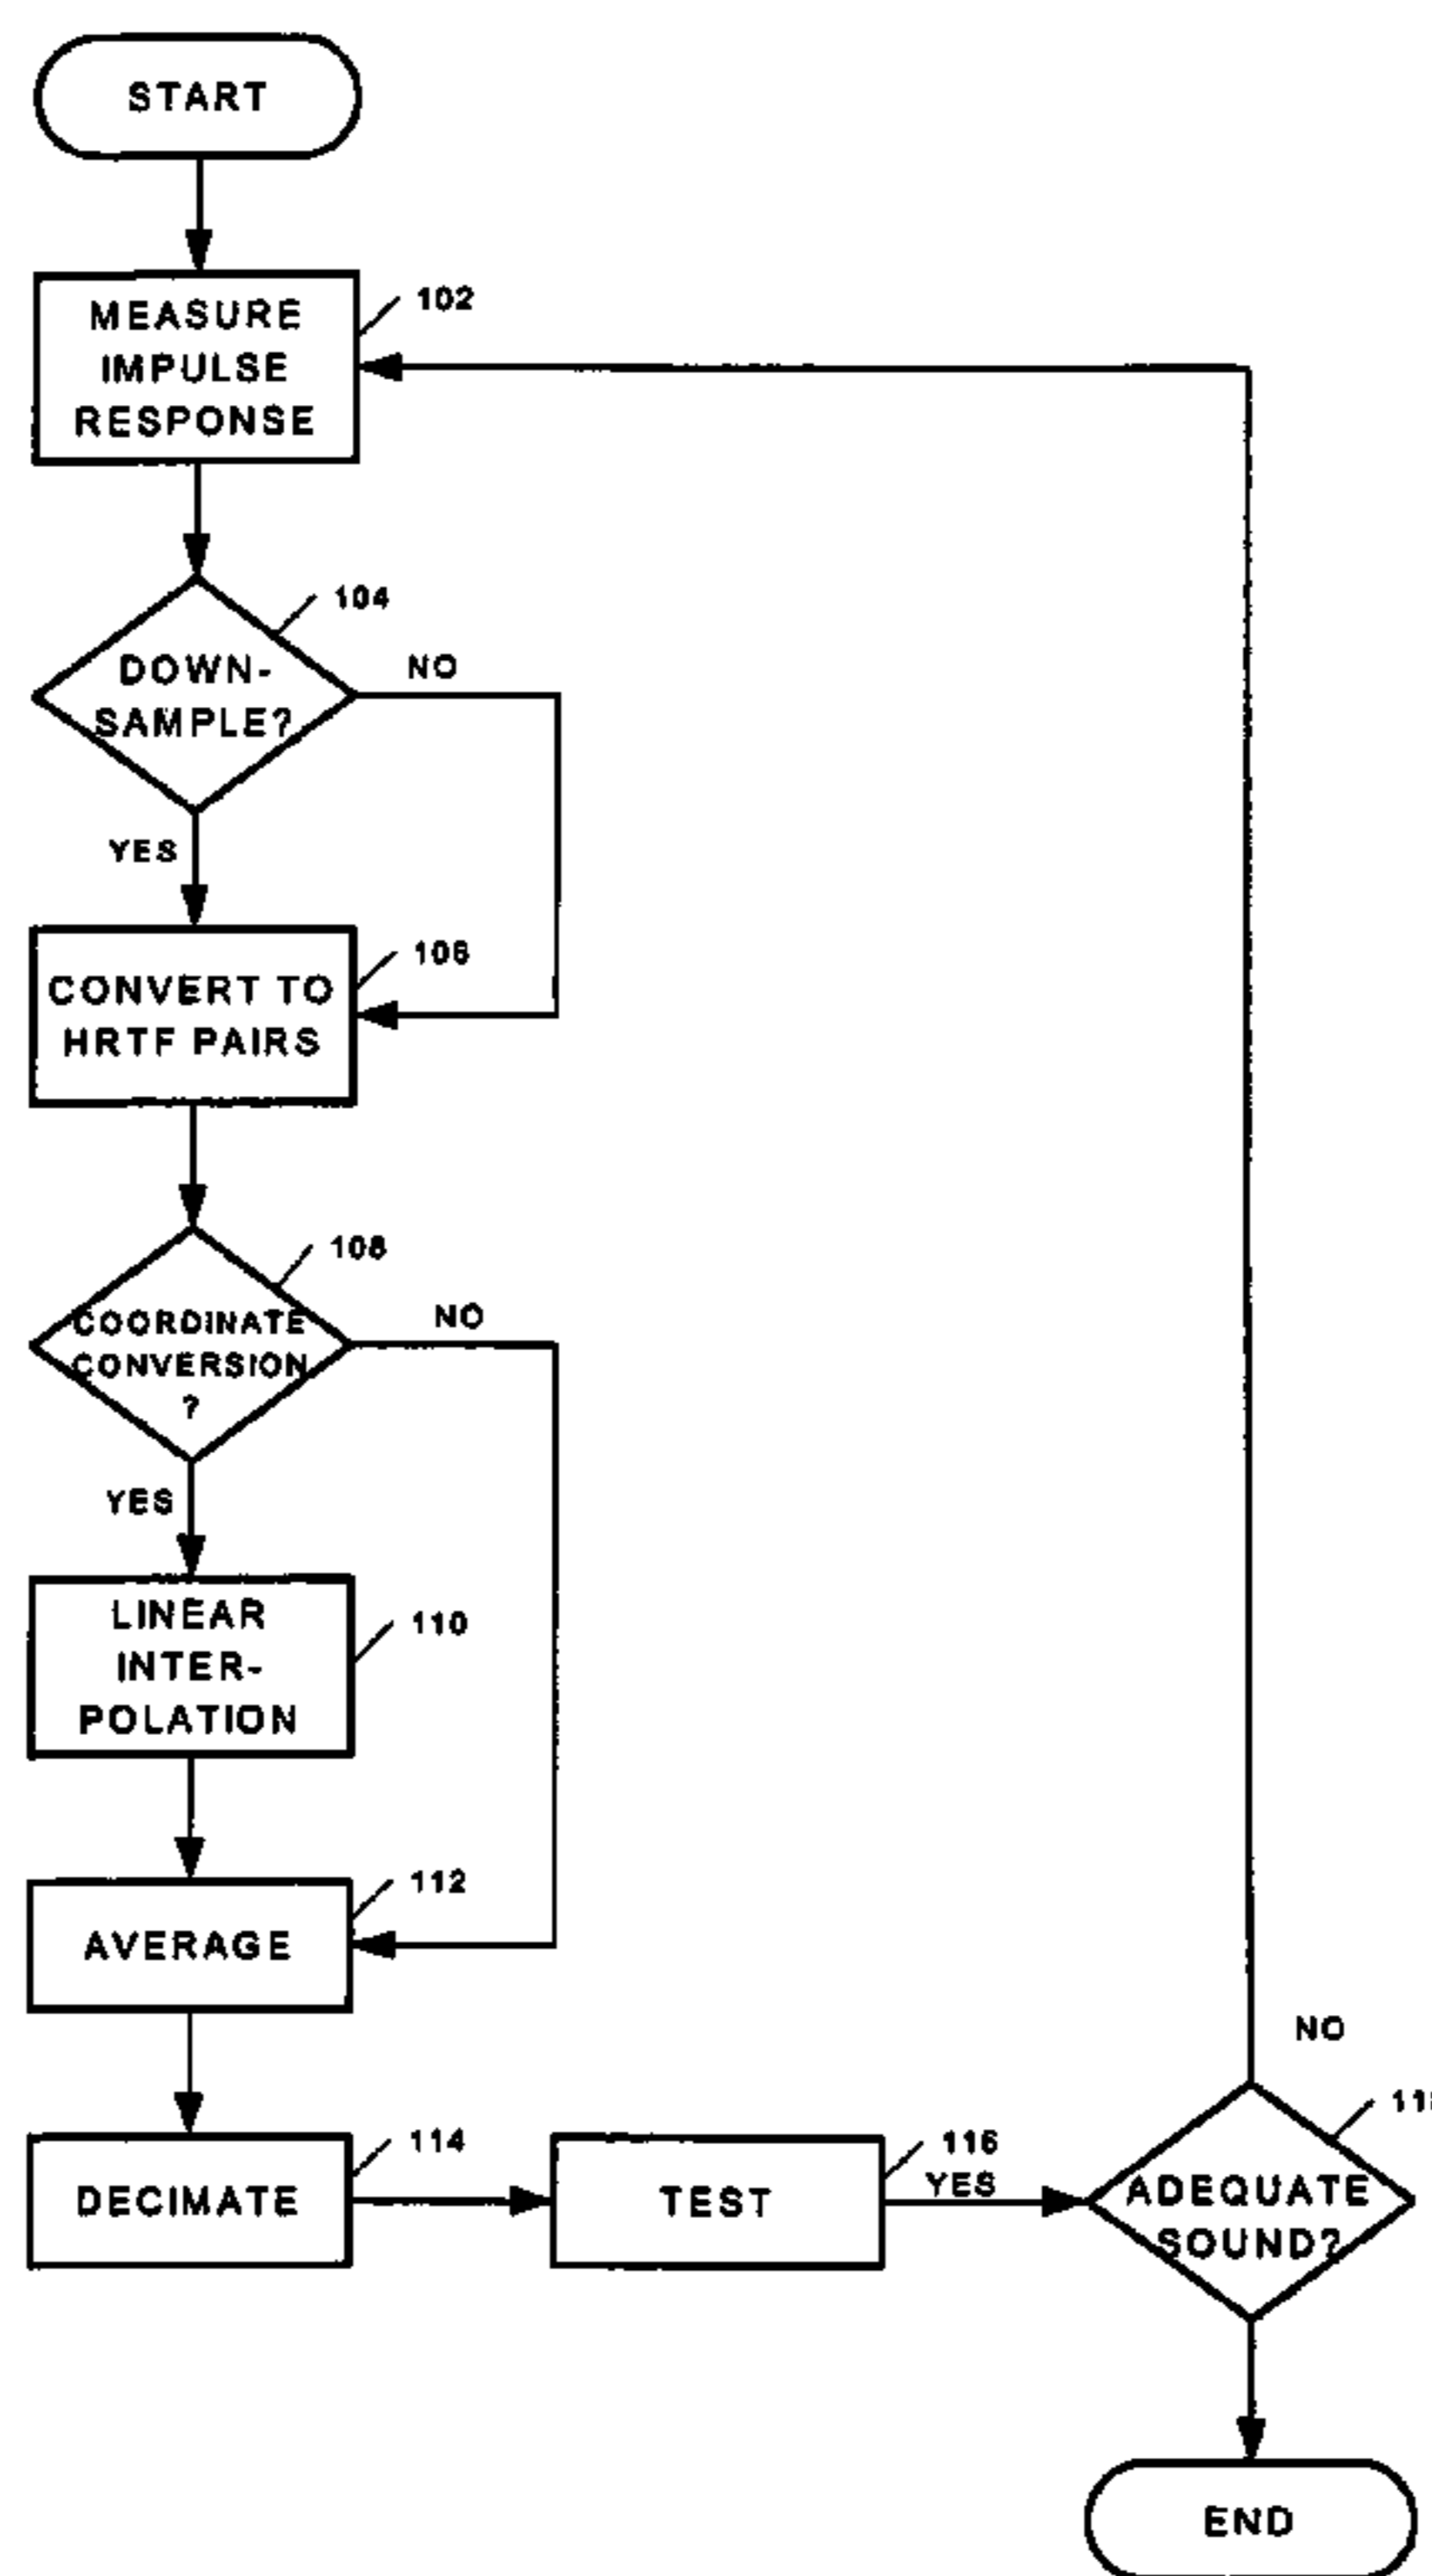 START
MEASURE
IMPULSE
RESPONSE
102
104
DOWN-
SAMPLE?
NO
YES
106
CONVERT TO
HRTF PAIRS
108
COORDINATE
CONVERSION
?
NO
YES
110
LINEAR
INTER-
POLATION
112
AVERAGE
NO
114
DECIMATE
116
TEST
YES
ADEQUATE
SOUND?
END